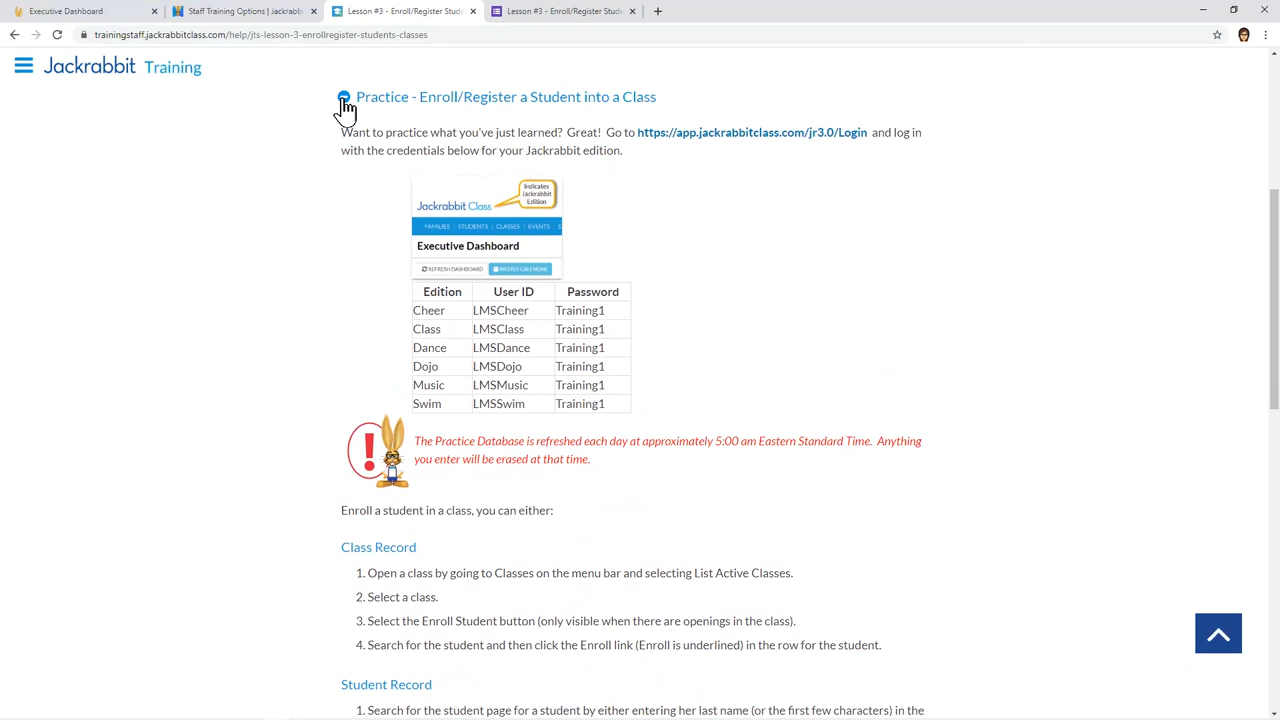 Executive Dashboard
Staff Training Options | Jackrabb
Lesson #3 - Enroll/Register Stude
Lesson #3 - Enroll/Register Stude
trainingstaff.jackrabbitclass.com/help/jts-lesson-3-enrollregister-students-classes
Jackrabbit Training
Practice - Enroll/Register a Student into a Class
Want to practice what you've just learned? Great! Go to https://app.jackrabbitclass.com/jr3.0/Login and log in
with the credentials below for your Jackrabbit edition.
Indicates
Jackrabbit
Edition
Jackrabbit Class
FAMILIES STUDENTS CLASSES EVENTS S
Executive Dashboard
REFRESH DASHBOARD WEEKLY CALENDAR
Edition User ID Password
Cheer LMSCheer Training1
Class LMSClass Training1
Dance LMSDance Training1
Dojo LMSDojo Training1
Music LMSMusic Training1
Swim LMSSwim Training1
The Practice Database is refreshed each day at approximately 5:00 am Eastern Standard Time. Anything
you enter will be erased at that time.
Enroll a student in a class, you can either:
Class Record
1. Open a class by going to Classes on the menu bar and selecting List Active Classes.
2. Select a class.
3. Select the Enroll Student button (only visible when there are openings in the class).
4. Search for the student and then click the Enroll link (Enroll is underlined) in the row for the student.
Student Record
1. Search for the student page for a student by either entering her last name (or the first few characters) in the